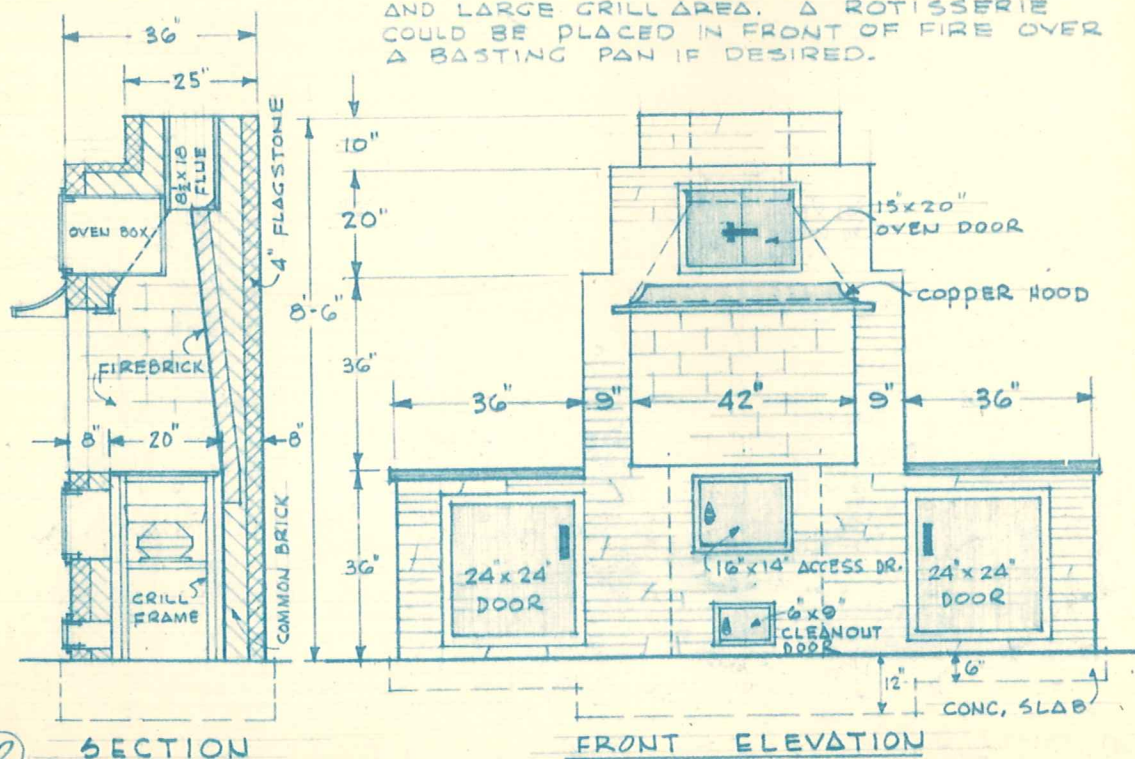 AND LARGE GRILL AREA. A ROTISSERIE
COULD BE PLACED IN FRONT OF FIRE OVER
A BASTING PAN IF DESIRED.
36"
25"
8½ X 18
FLUE
4" FLAGSTONE
OVEN BOX
FIREBRICK
8"
20"
8"
GRILL
FRAME
COMMON BRICK
SECTION
10"
20"
8'-6"
36"
36"
15"x20"
OVEN DOOR
COPPER HOOD
36"
9"
42"
9"
36"
24"x 24"
DOOR
16"x14" ACCESS DR.
6"x9"
CLEANOUT
DOOR
24"x 24"
DOOR
12"
6"
CONC. SLAB
FRONT ELEVATION